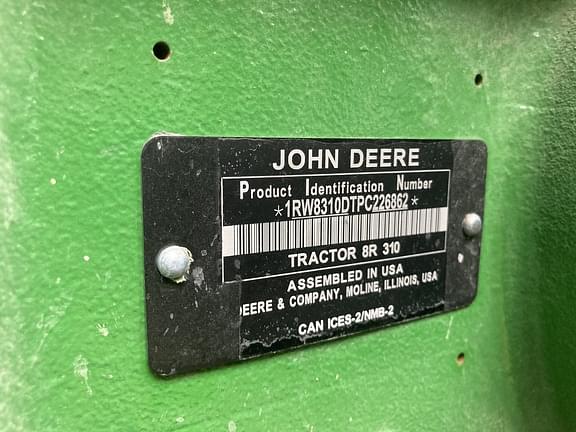 JOHN DEERE
Product Identification Number
*1RW8310DTPC226862*
TRACTOR 8R 310
ASSEMBLED IN USA
DEERE & COMPANY, MOLINE, ILLINOIS, USA
CAN ICES-2/NMB-2